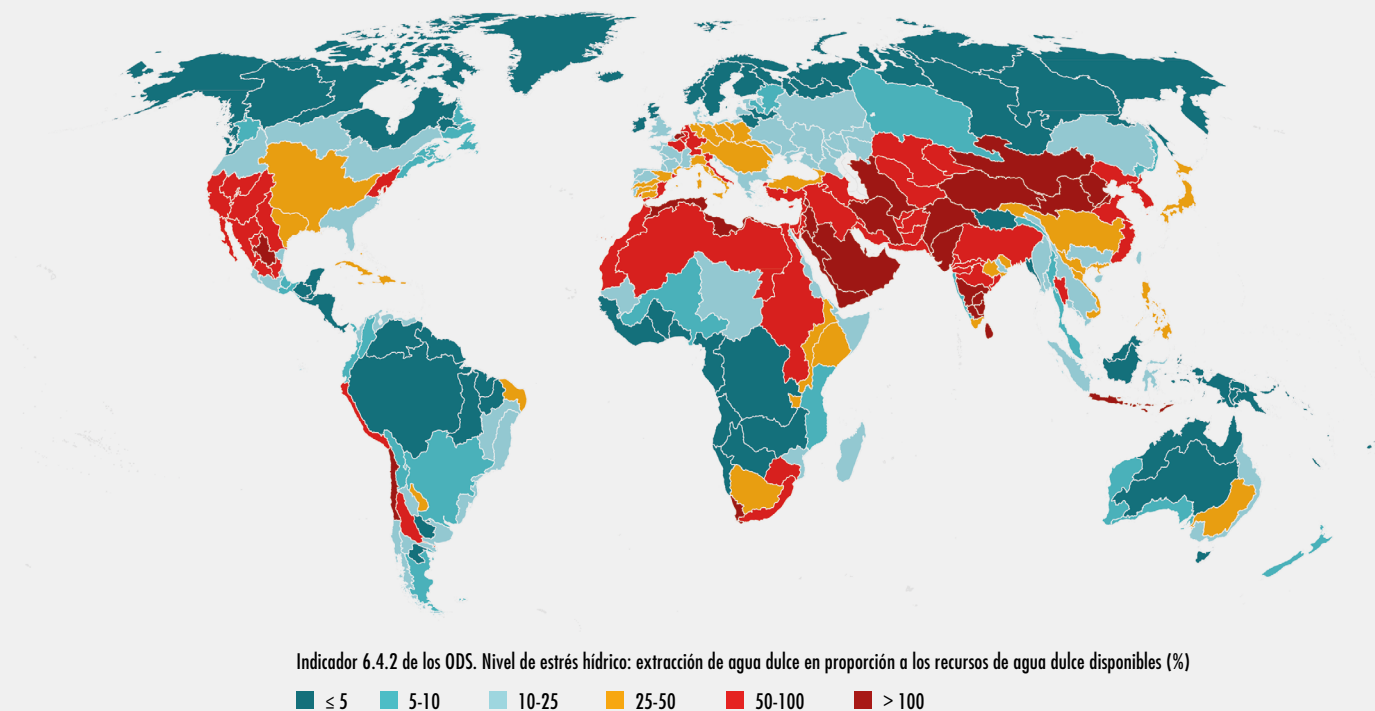 Indicador 6.4.2 de los ODS. Nivel de estrés hídrico: extracción de agua dulce en proporción a los recursos de agua dulce disponibles (%)
≤ 5 5-10 10-25 25-50 50-100 > 100